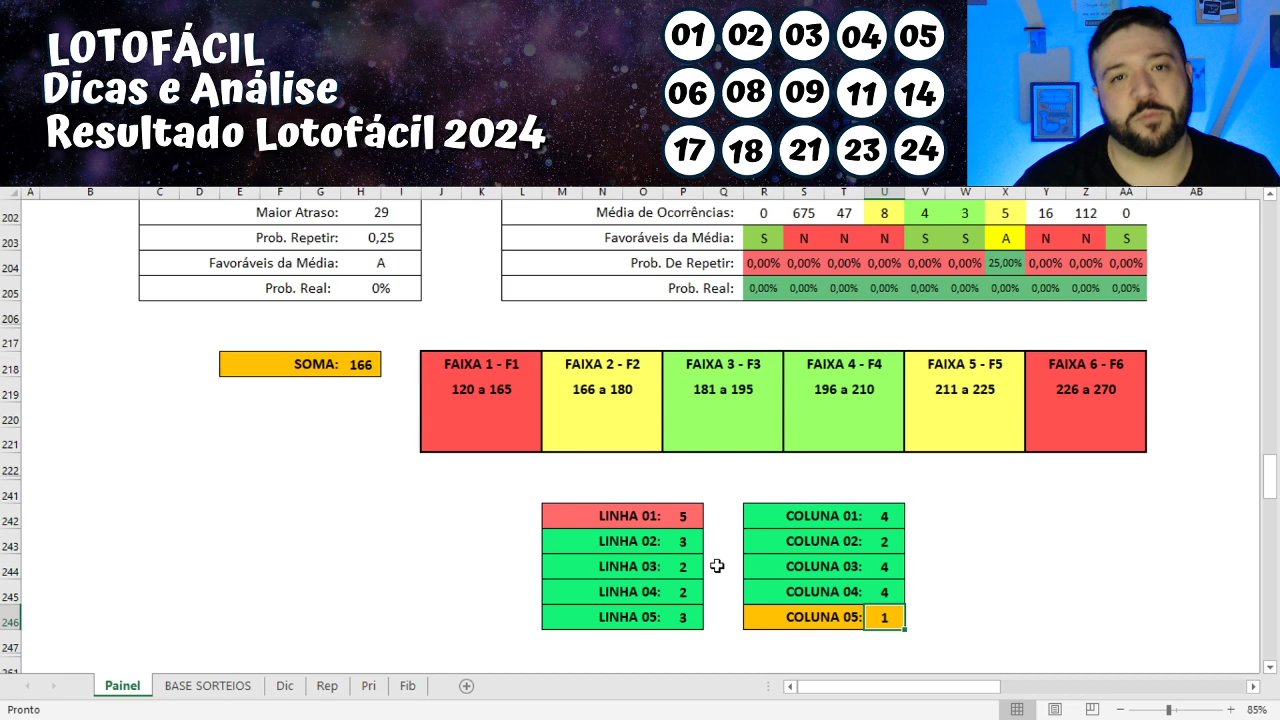 LOTOFÁCIL
Dicas e Análise
Resultado Lotofácil 2024
01 02 03 04 05
06 08 09 11 14
17 18 21 23 24
A B C D E F G H I J K L M N O P Q R S T U V W X Y Z AA AB
202 Maior Atraso: 29 Média de Ocorrências: 0 675 47 8 4 3 5 16 112 0
203 Prob. Repetir: 0,25 Favoráveis da Média: S N N N S S A N N S
204 Favoráveis da Média: A Prob. De Repetir: 0,00% 0,00% 0,00% 0,00% 0,00% 0,00% 25,00% 0,00% 0,00% 0,00%
205 Prob. Real: 0% Prob. Real: 0,00% 0,00% 0,00% 0,00% 0,00% 0,00% 0,00% 0,00% 0,00% 0,00%
206
217
218 SOMA: 166 FAIXA 1 - F1 FAIXA 2 - F2 FAIXA 3 - F3 FAIXA 4 - F4 FAIXA 5 - F5 FAIXA 6 - F6
219 120 a 165 166 a 180 181 a 195 196 a 210 211 a 225 226 a 270
220
221
222
241
242 LINHA 01: 5 COLUNA 01: 4
243 LINHA 02: 3 COLUNA 02: 2
244 LINHA 03: 2 COLUNA 03: 4
245 LINHA 04: 2 COLUNA 04: 4
246 LINHA 05: 3 COLUNA 05: 1
247
Painel BASE SORTEIOS Dic Rep Pri Fib
Pronto 85%